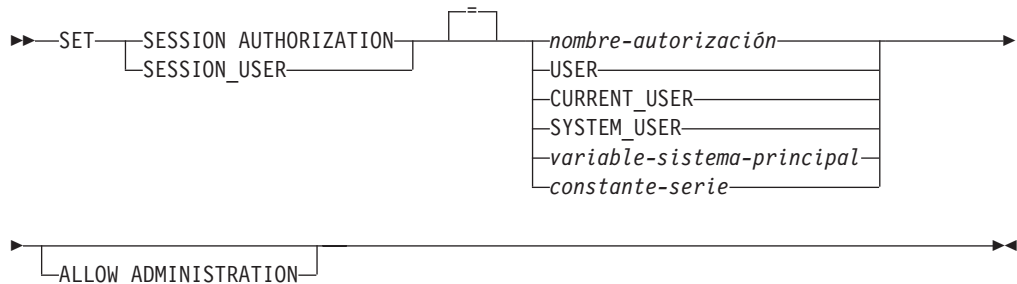 =
SET SESSION AUTHORIZATION nombre-autorización
SESSION_USER USER
CURRENT_USER
SYSTEM_USER
variable-sistema-principal
constante-serie
ALLOW ADMINISTRATION